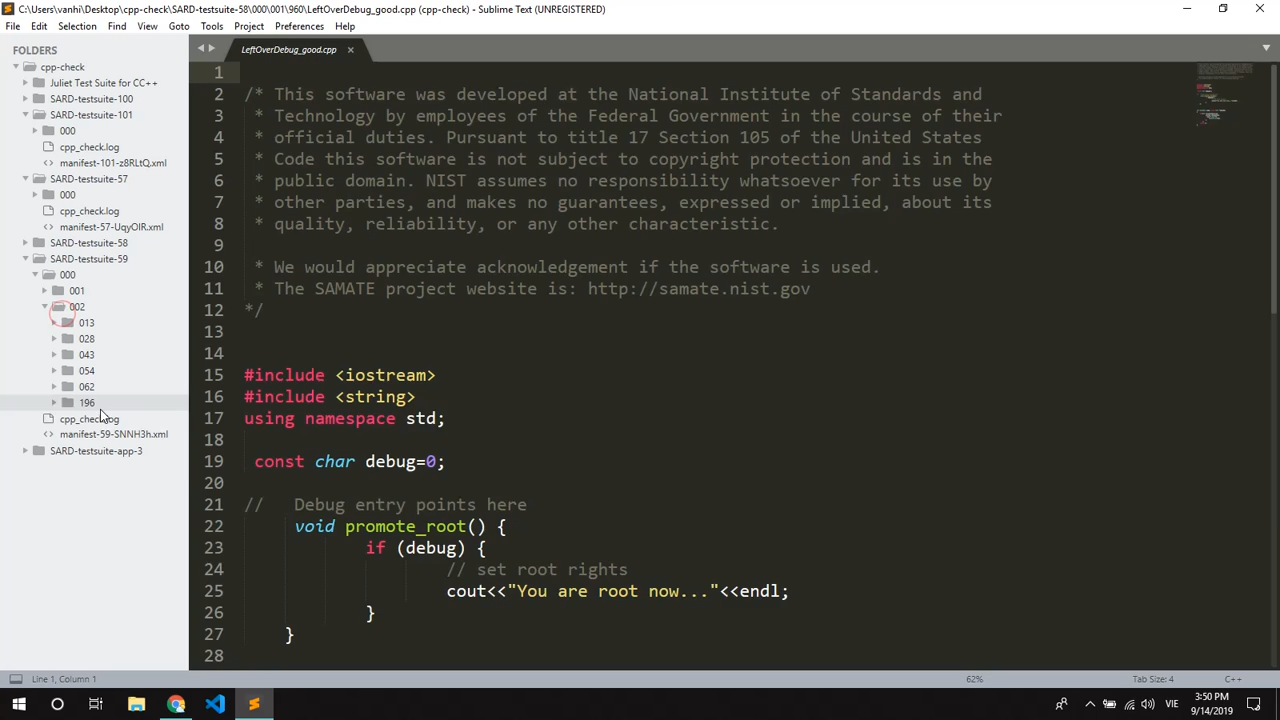 C:\Users\vanhi\Desktop\cpp-check\SARD-testsuite-58\000\001\960\LeftOverDebug_good.cpp (cpp-check) - Sublime Text (UNREGISTERED)
File Edit Selection Find View Goto Tools Project Preferences Help
FOLDERS
cpp-check
Juliet Test Suite for CC++
SARD-testsuite-100
SARD-testsuite-101
000
cpp_check.log
manifest-101-z8RLtQ.xml
SARD-testsuite-57
000
cpp_check.log
manifest-57-UqyOIR.xml
SARD-testsuite-58
SARD-testsuite-59
000
001
002
013
028
043
054
062
196
cpp_check.log
manifest-59-SNNH3h.xml
SARD-testsuite-app-3
LeftOverDebug_good.cpp
1
2 /* This software was developed at the National Institute of Standards and
3 * Technology by employees of the Federal Government in the course of their
4 * official duties. Pursuant to title 17 Section 105 of the United States
5 * Code this software is not subject to copyright protection and is in the
6 * public domain. NIST assumes no responsibility whatsoever for its use by
7 * other parties, and makes no guarantees, expressed or implied, about its
8 * quality, reliability, or any other characteristic.
9
10 * We would appreciate acknowledgement if the software is used.
11 * The SAMATE project website is: http://samate.nist.gov
12 */
13
14
15 #include <iostream>
16 #include <string>
17 using namespace std;
18
19 const char debug=0;
20
21 // Debug entry points here
22 void promote_root() {
23 if (debug) {
24 // set root rights
25 cout<<"You are root now..."<<endl;
26 }
27 }
28
Line 1, Column 1 62% Tab Size: 4 C++
VIE
3:50 PM
9/14/2019